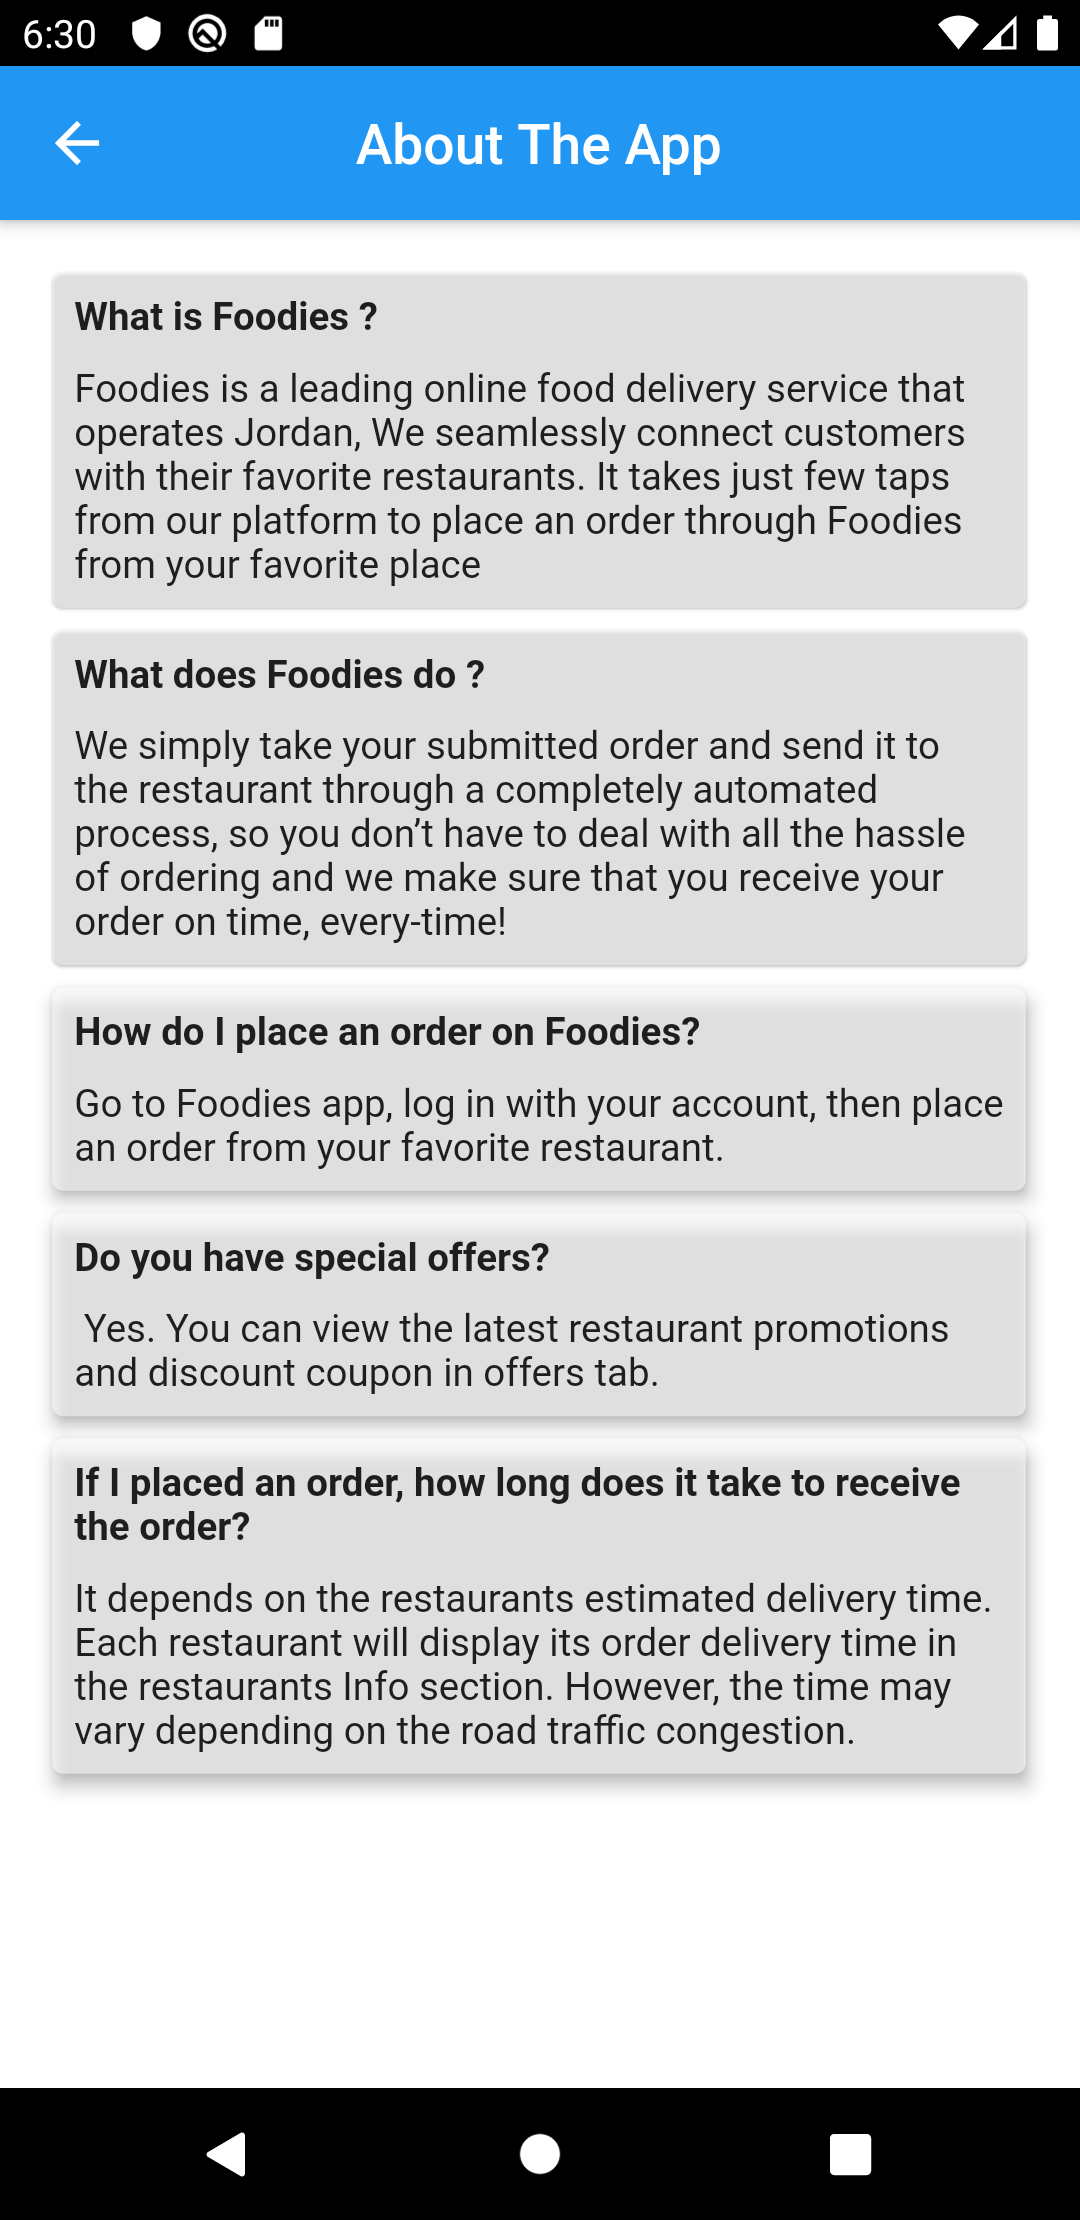 6:30
About The App
What is Foodies ?
Foodies is a leading online food delivery service that
operates Jordan, We seamlessly connect customers
with their favorite restaurants. It takes just few taps
from our platform to place an order through Foodies
from your favorite place
What does Foodies do ?
We simply take your submitted order and send it to
the restaurant through a completely automated
process, so you don’t have to deal with all the hassle
of ordering and we make sure that you receive your
order on time, every-time!
How do I place an order on Foodies?
Go to Foodies app, log in with your account, then place
an order from your favorite restaurant.
Do you have special offers?
Yes. You can view the latest restaurant promotions
and discount coupon in offers tab.
If I placed an order, how long does it take to receive
the order?
It depends on the restaurants estimated delivery time.
Each restaurant will display its order delivery time in
the restaurants Info section. However, the time may
vary depending on the road traffic congestion.